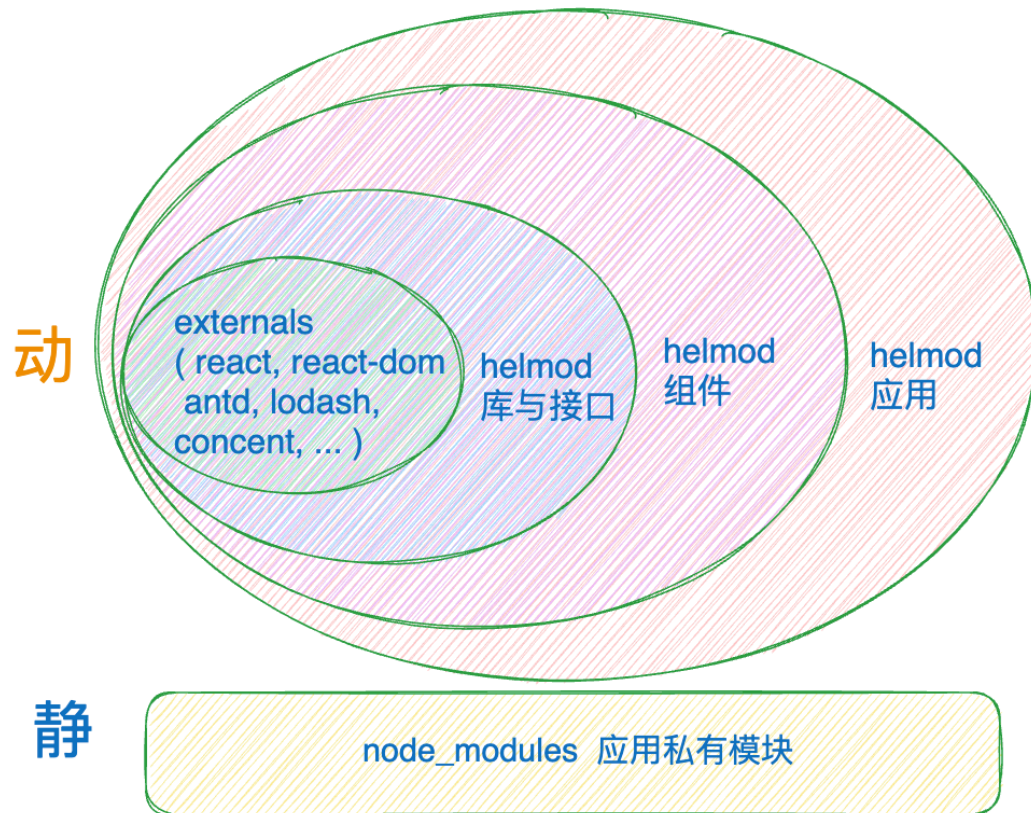 动
externals
( react, react-dom
antd, lodash,
concent, ... )
helmod
库与接口
helmod
组件
helmod
应用
静
node_modules 应用私有模块